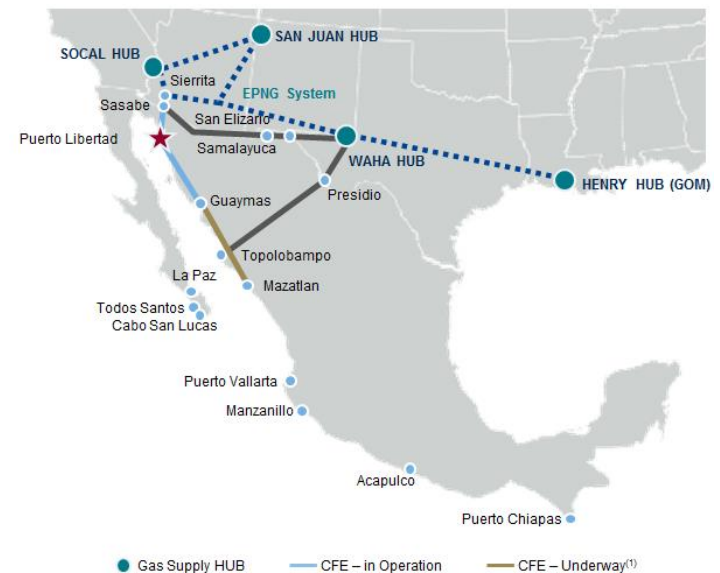 SAN JUAN HUB
SOCAL HUB
Sierrita
EPNG System
Sasabe
San Elizario
Puerto Libertad
Samalayuca
WAHA HUB
HENRY HUB (GOM)
Presidio
Guaymas
Topolobampo
La Paz
Mazatlan
Todos Santos
Cabo San Lucas
Puerto Vallarta
Manzanillo
Acapulco
Puerto Chiapas
Gas Supply HUB
CFE – in Operation
CFE – Underway(1)